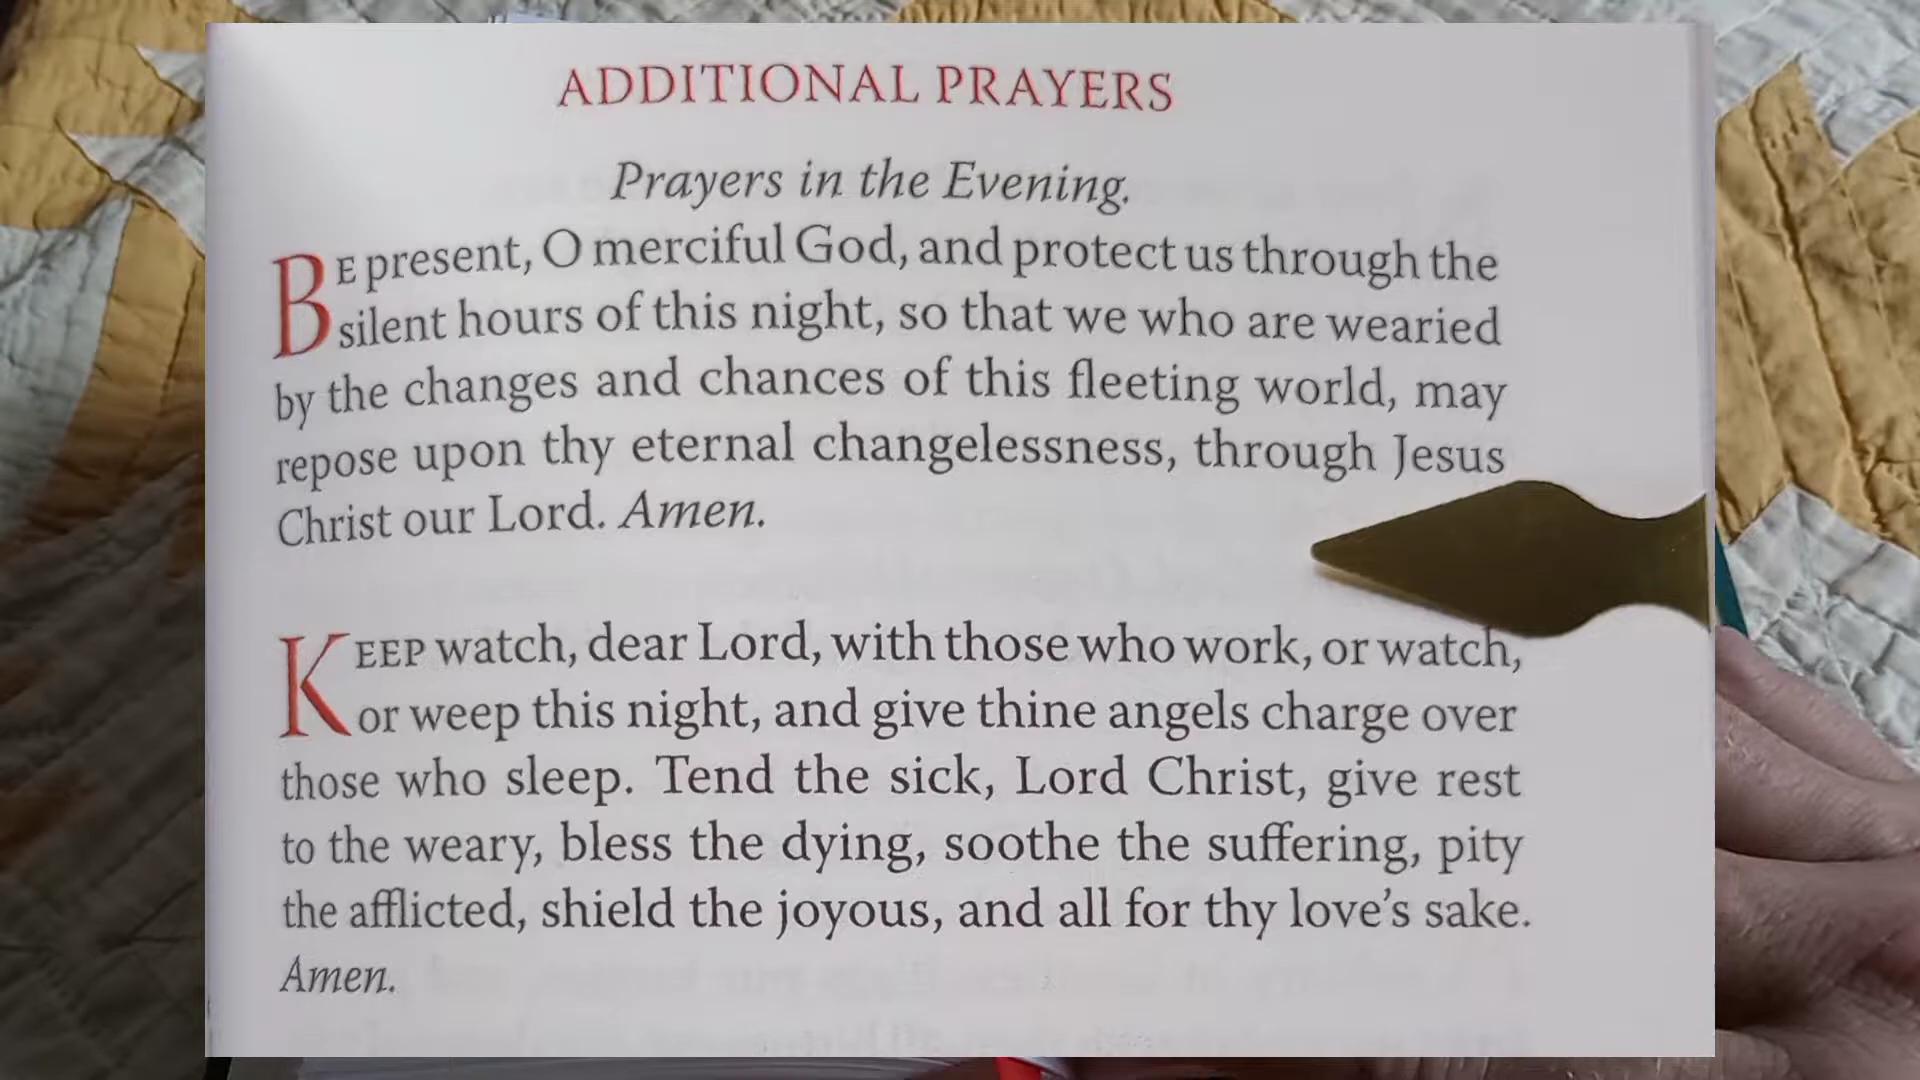 ADDITIONAL PRAYERS
Prayers in the Evening.
BE present, O merciful God, and protect us through the
silent hours of this night, so that we who are wearied
by the changes and chances of this fleeting world, may
repose upon thy eternal changelessness, through Jesus
Christ our Lord. Amen.
KEEP watch, dear Lord, with those who work, or watch,
or weep this night, and give thine angels charge over
those who sleep. Tend the sick, Lord Christ, give rest
to the weary, bless the dying, soothe the suffering, pity
the afflicted, shield the joyous, and all for thy love’s sake.
Amen.